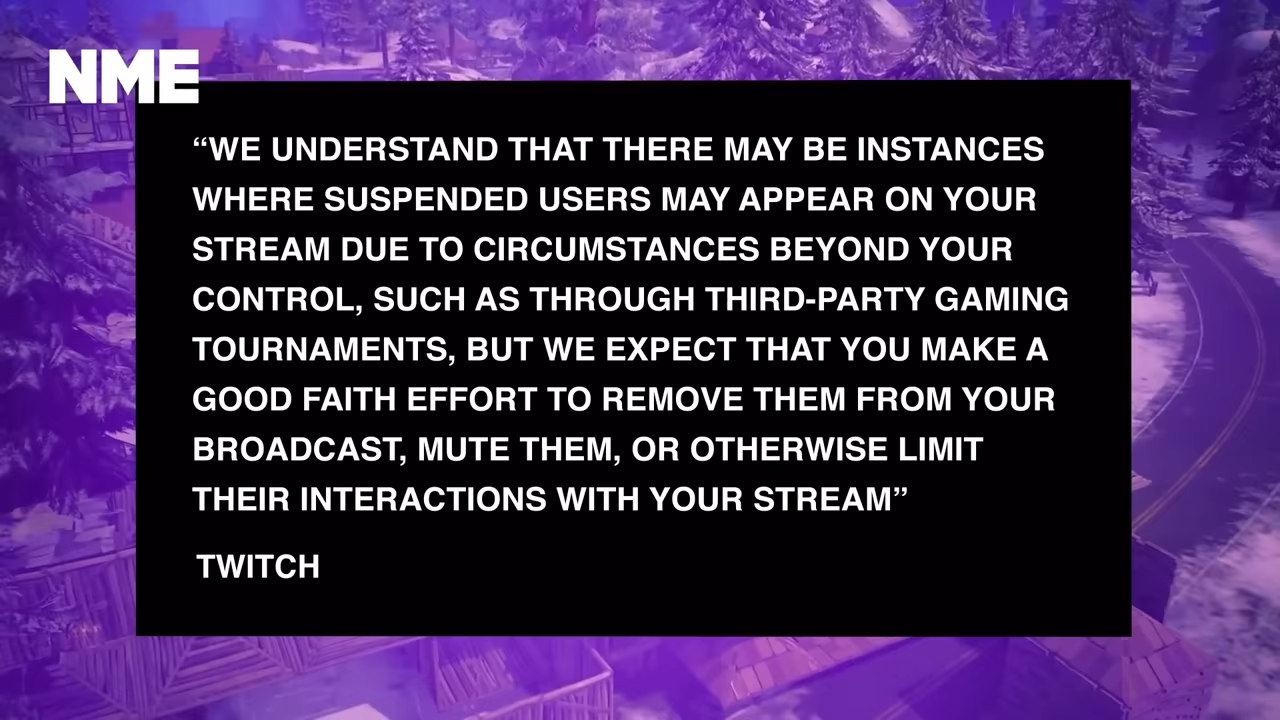 NME
“WE UNDERSTAND THAT THERE MAY BE INSTANCES
WHERE SUSPENDED USERS MAY APPEAR ON YOUR
STREAM DUE TO CIRCUMSTANCES BEYOND YOUR
CONTROL, SUCH AS THROUGH THIRD-PARTY GAMING
TOURNAMENTS, BUT WE EXPECT THAT YOU MAKE A
GOOD FAITH EFFORT TO REMOVE THEM FROM YOUR
BROADCAST, MUTE THEM, OR OTHERWISE LIMIT
THEIR INTERACTIONS WITH YOUR STREAM”
TWITCH